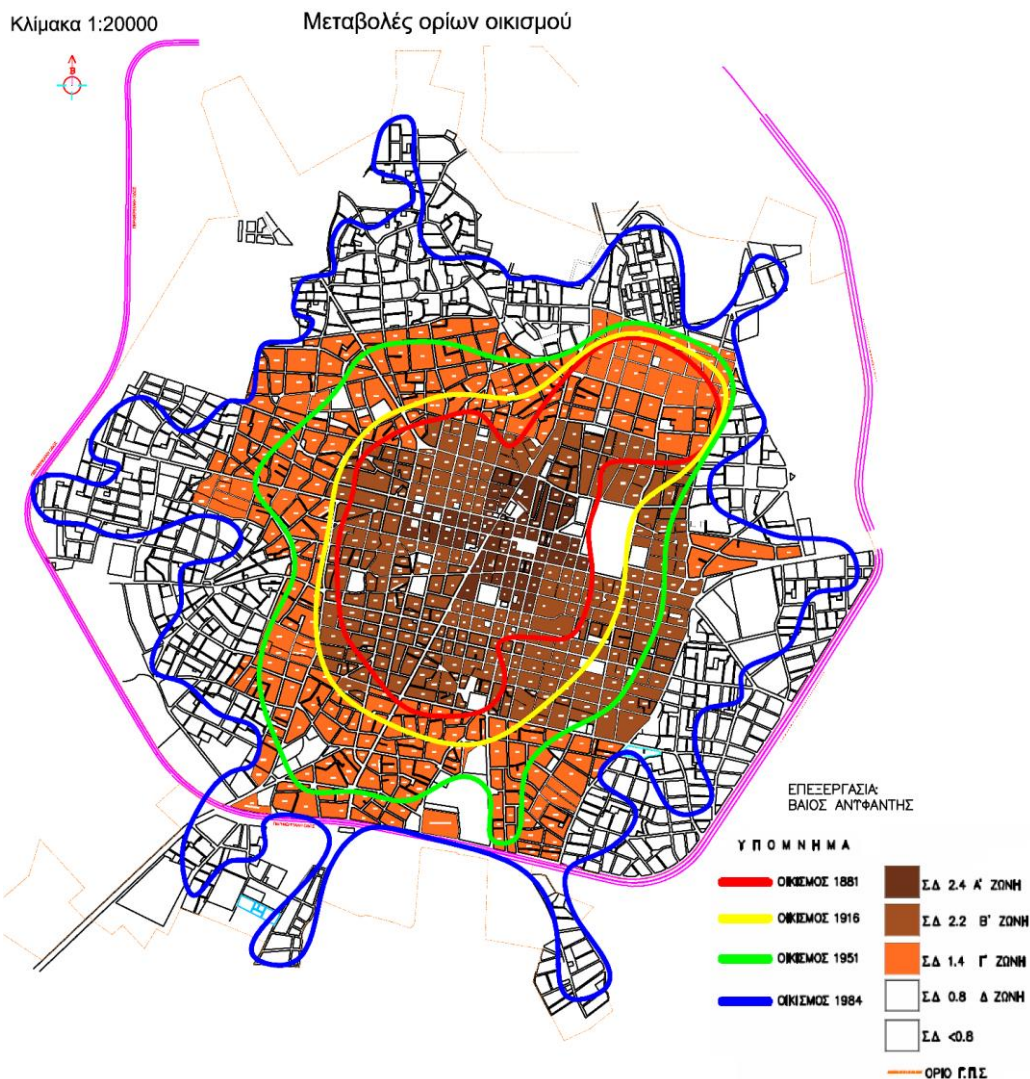 Κλίμακα 1:20000
Μεταβολές ορίων οικισμού
Β
ΕΠΕΞΕΡΓΑΣΙΑ:
ΒΑΙΟΣ ΑΝΤΦΑΝΤΗΣ
ΥΠΟΜΝΗΜΑ
ΟΙΚΙΣΜΟΣ 1881
ΟΙΚΙΣΜΟΣ 1916
ΟΙΚΙΣΜΟΣ 1951
ΟΙΚΙΣΜΟΣ 1984
ΣΔ 2.4 Α' ΖΩΝΗ
ΣΔ 2.2 Β' ΖΩΝΗ
ΣΔ 1.4 Γ' ΖΩΝΗ
ΣΔ 0.8 Δ ΖΩΝΗ
ΣΔ <0.8
ΟΡΙΟ Γ.Π.Σ